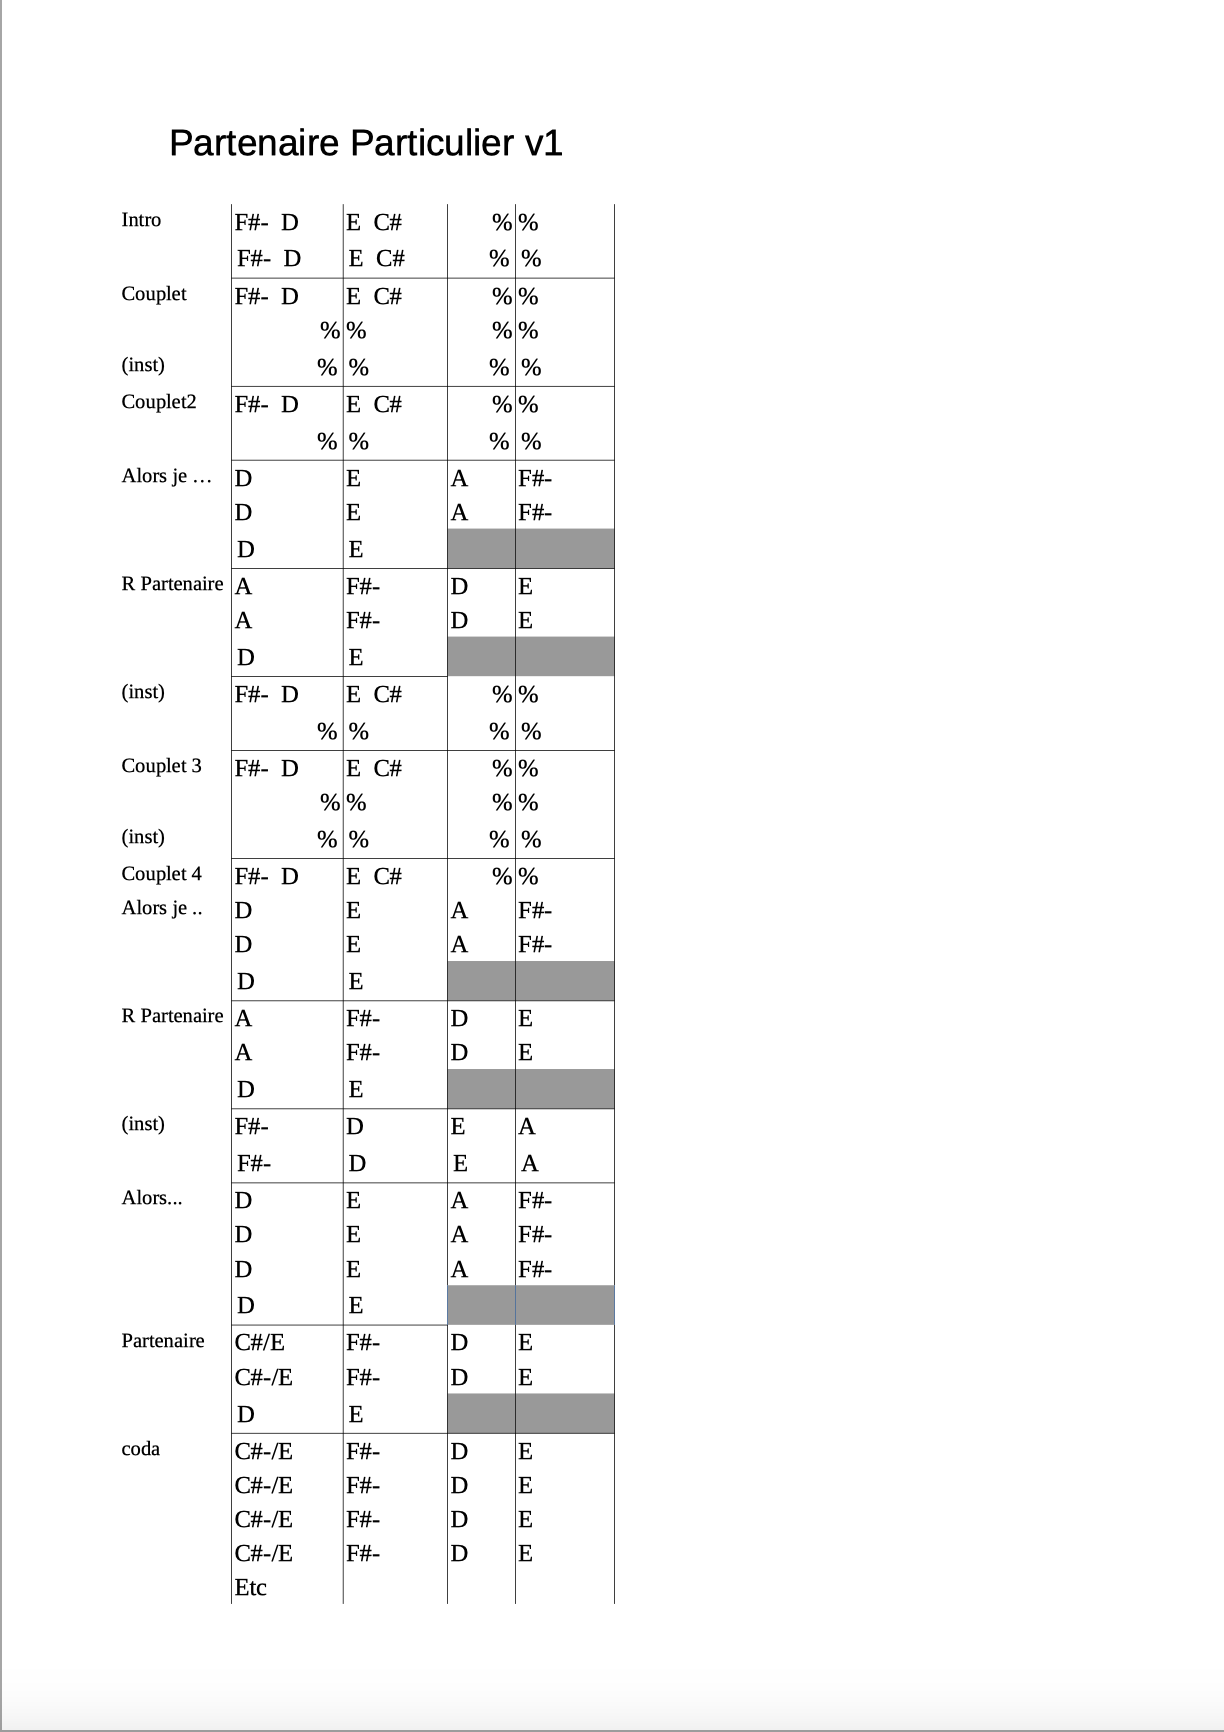 Partenaire Particulier v1
Intro F#- D E C# % %
F#- D E C# % %
Couplet F#- D E C# % %
% % % %
(inst) % % % %
Couplet2 F#- D E C# % %
% % % %
Alors je … D E A F#-
D E A F#-
D E
R Partenaire A F#- D E
A F#- D E
D E
(inst) F#- D E C# % %
% % % %
Couplet 3 F#- D E C# % %
% % % %
(inst) % % % %
Couplet 4 F#- D E C# % %
Alors je .. D E A F#-
D E A F#-
D E
R Partenaire A F#- D E
A F#- D E
D E
(inst) F#- D E A
F#- D E A
Alors... D E A F#-
D E A F#-
D E A F#-
D E
Partenaire C#/E F#- D E
C#-/E F#- D E
D E
coda C#-/E F#- D E
C#-/E F#- D E
C#-/E F#- D E
C#-/E F#- D E
Etc